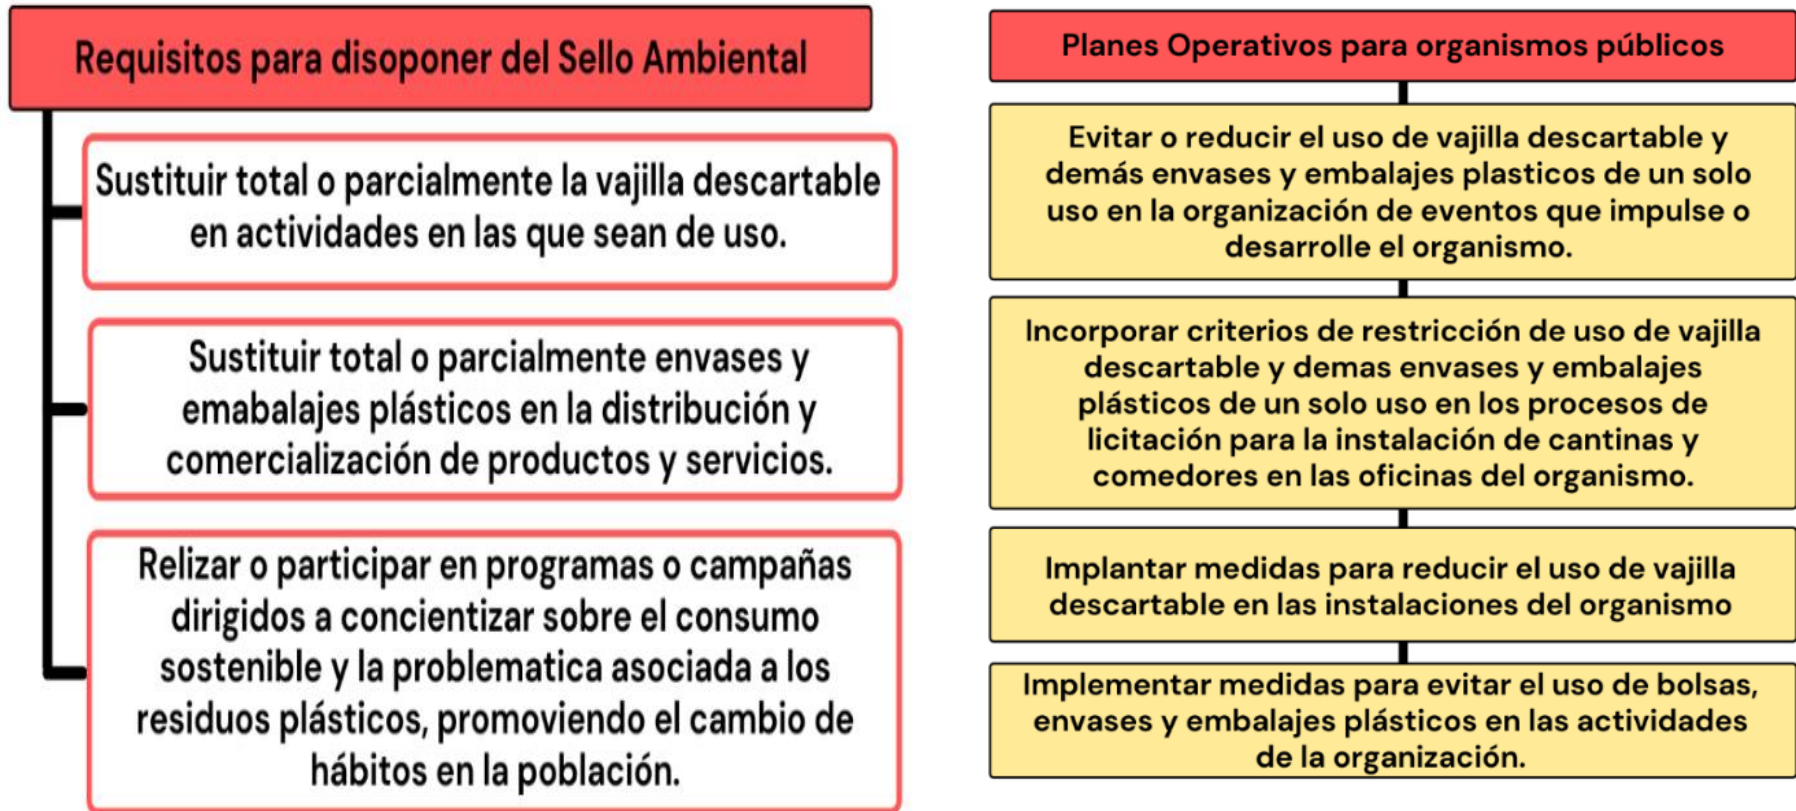 Requisitos para disoponer del Sello Ambiental
Sustituir total o parcialmente la vajilla descartable
en actividades en las que sean de uso.
Sustituir total o parcialmente envases y
emabalajes plásticos en la distribución y
comercialización de productos y servicios.
Relizar o participar en programas o campañas
dirigidos a concientizar sobre el consumo
sostenible y la problematica asociada a los
residuos plásticos, promoviendo el cambio de
hábitos en la población.
Planes Operativos para organismos públicos
Evitar o reducir el uso de vajilla descartable y
demás envases y embalajes plasticos de un solo
uso en la organización de eventos que impulse o
desarrolle el organismo.
Incorporar criterios de restricción de uso de vajilla
descartable y demas envases y embalajes
plásticos de un solo uso en los procesos de
licitación para la instalación de cantinas y
comedores en las oficinas del organismo.
Implantar medidas para reducir el uso de vajilla
descartable en las instalaciones del organismo
Implementar medidas para evitar el uso de bolsas,
envases y embalajes plásticos en las actividades
de la organización.